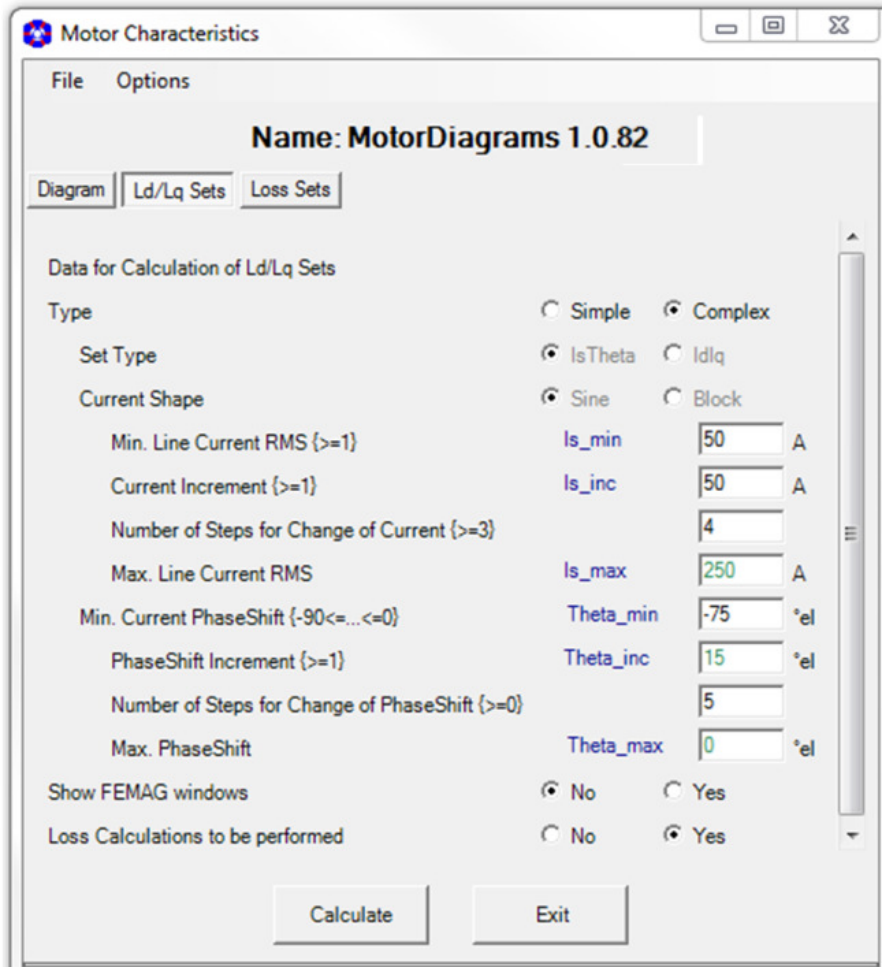 Motor Characteristics
File Options
Name: MotorDiagrams 1.0.82
Diagram Ld/Lq Sets Loss Sets
Data for Calculation of Ld/Lq Sets
Type Simple Complex
Set Type IsTheta IdIq
Current Shape Sine Block
Min. Line Current RMS {>=1} Is_min 50 A
Current Increment {>=1} Is_inc 50 A
Number of Steps for Change of Current {>=3} 4
Max. Line Current RMS Is_max 250 A
Min. Current PhaseShift {-90<=...<=0} Theta_min -75 °el
PhaseShift Increment {>=1} Theta_inc 15 °el
Number of Steps for Change of PhaseShift {>=0} 5
Max. PhaseShift Theta_max 0 °el
Show FEMAG windows No Yes
Loss Calculations to be performed No Yes
Calculate Exit